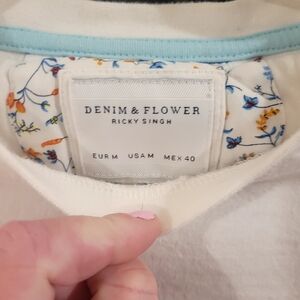 DENIM & FLOWER
RICKY SINGH
EUR M USA M MEX 40